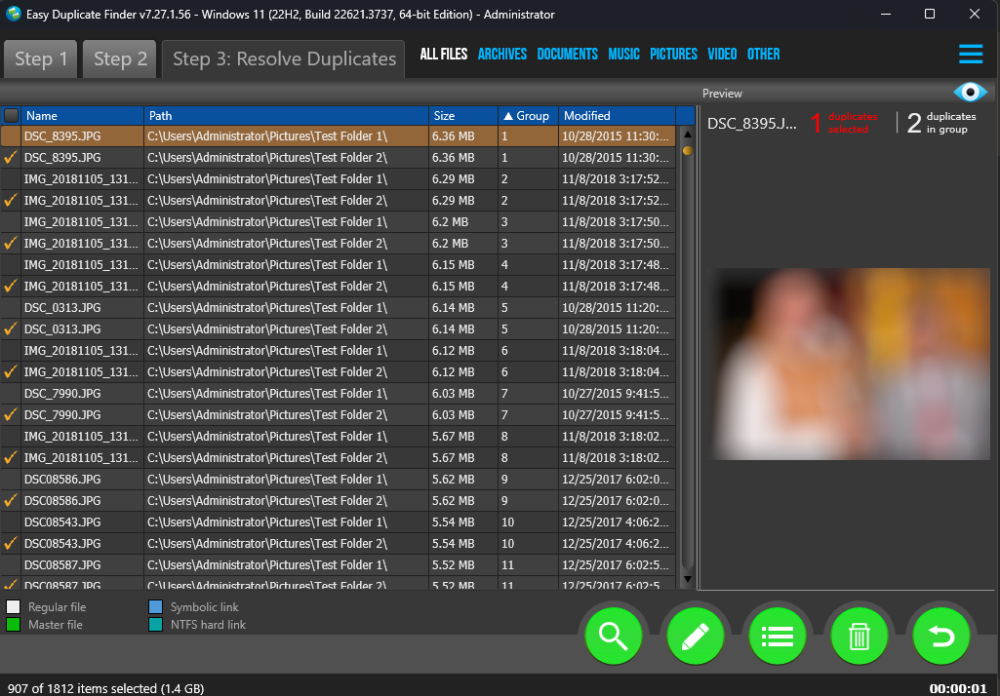 Easy Duplicate Finder v7.27.1.56 - Windows 11 (22H2, Build 22621.3737, 64-bit Edition) - Administrator
Step 1 Step 2 Step 3: Resolve Duplicates ALL FILES ARCHIVES DOCUMENTS MUSIC PICTURES VIDEO OTHER
Preview
Name Path Size ▲ Group Modified
DSC_8395.J... 1 duplicates selected 2 duplicates in group
DSC_8395.JPG C:\Users\Administrator\Pictures\Test Folder 1\ 6.36 MB 1 10/28/2015 11:30:...
DSC_8395.JPG C:\Users\Administrator\Pictures\Test Folder 2\ 6.36 MB 1 10/28/2015 11:30:...
IMG_20181105_131... C:\Users\Administrator\Pictures\Test Folder 1\ 6.29 MB 2 11/8/2018 3:17:52...
IMG_20181105_131... C:\Users\Administrator\Pictures\Test Folder 2\ 6.29 MB 2 11/8/2018 3:17:52...
IMG_20181105_131... C:\Users\Administrator\Pictures\Test Folder 1\ 6.2 MB 3 11/8/2018 3:17:50...
IMG_20181105_131... C:\Users\Administrator\Pictures\Test Folder 2\ 6.2 MB 3 11/8/2018 3:17:50...
IMG_20181105_131... C:\Users\Administrator\Pictures\Test Folder 1\ 6.15 MB 4 11/8/2018 3:17:48...
IMG_20181105_131... C:\Users\Administrator\Pictures\Test Folder 2\ 6.15 MB 4 11/8/2018 3:17:48...
DSC_0313.JPG C:\Users\Administrator\Pictures\Test Folder 1\ 6.14 MB 5 10/28/2015 11:20:...
DSC_0313.JPG C:\Users\Administrator\Pictures\Test Folder 2\ 6.14 MB 5 10/28/2015 11:20:...
IMG_20181105_131... C:\Users\Administrator\Pictures\Test Folder 1\ 6.12 MB 6 11/8/2018 3:18:04...
IMG_20181105_131... C:\Users\Administrator\Pictures\Test Folder 2\ 6.12 MB 6 11/8/2018 3:18:04...
DSC_7990.JPG C:\Users\Administrator\Pictures\Test Folder 1\ 6.03 MB 7 10/27/2015 9:41:5...
DSC_7990.JPG C:\Users\Administrator\Pictures\Test Folder 2\ 6.03 MB 7 10/27/2015 9:41:5...
IMG_20181105_131... C:\Users\Administrator\Pictures\Test Folder 1\ 5.67 MB 8 11/8/2018 3:18:02...
IMG_20181105_131... C:\Users\Administrator\Pictures\Test Folder 2\ 5.67 MB 8 11/8/2018 3:18:02...
DSC08586.JPG C:\Users\Administrator\Pictures\Test Folder 1\ 5.62 MB 9 12/25/2017 6:02:0...
DSC08586.JPG C:\Users\Administrator\Pictures\Test Folder 2\ 5.62 MB 9 12/25/2017 6:02:0...
DSC08543.JPG C:\Users\Administrator\Pictures\Test Folder 1\ 5.54 MB 10 12/25/2017 4:06:2...
DSC08543.JPG C:\Users\Administrator\Pictures\Test Folder 2\ 5.54 MB 10 12/25/2017 4:06:2...
DSC08587.JPG C:\Users\Administrator\Pictures\Test Folder 1\ 5.52 MB 11 12/25/2017 6:02:5...
DSC08587.JPG C:\Users\Administrator\Pictures\Test Folder 2\ 5.52 MB 11 12/25/2017 6:02:5...
Regular file Symbolic link
Master file NTFS hard link
907 of 1812 items selected (1.4 GB) 00:00:01